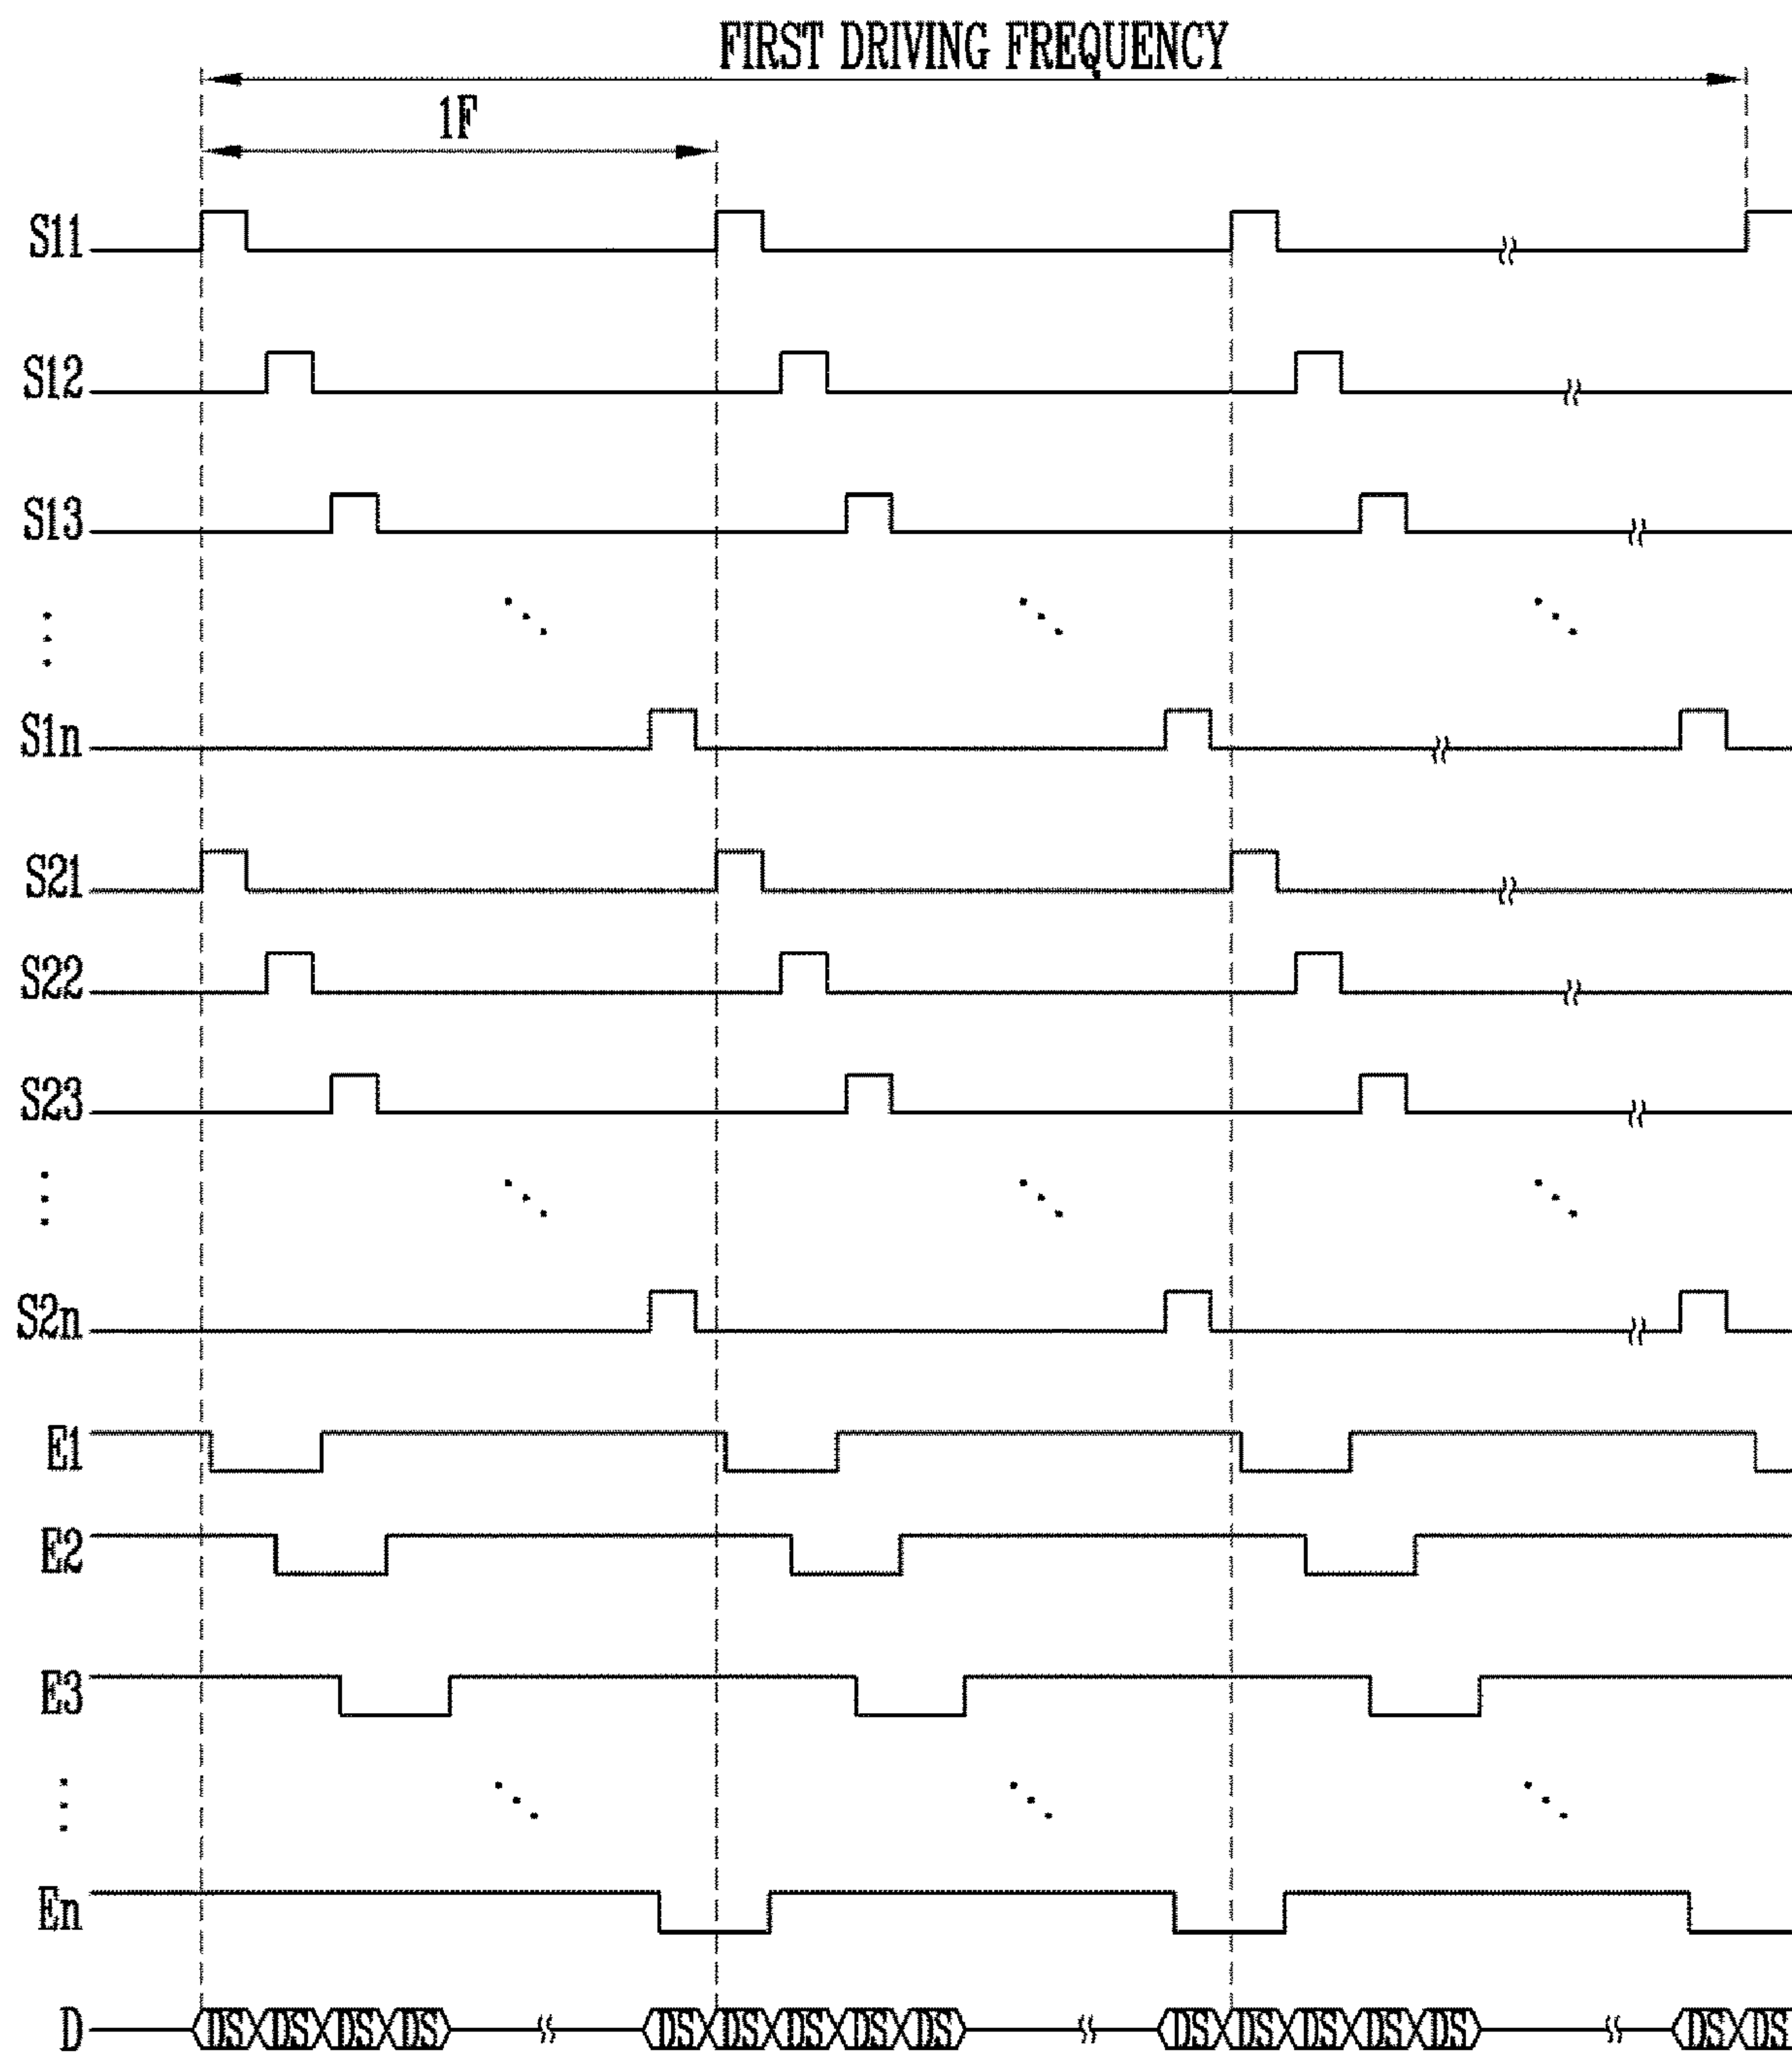 FIRST DRIVING FREQUENCY
1F
S11
S12
S13
S1n
S21
S22
S23
S2n
E1
E2
E3
En
D DS DS DS DS DS DS DS DS DS DS DS DS DS DS DS DS